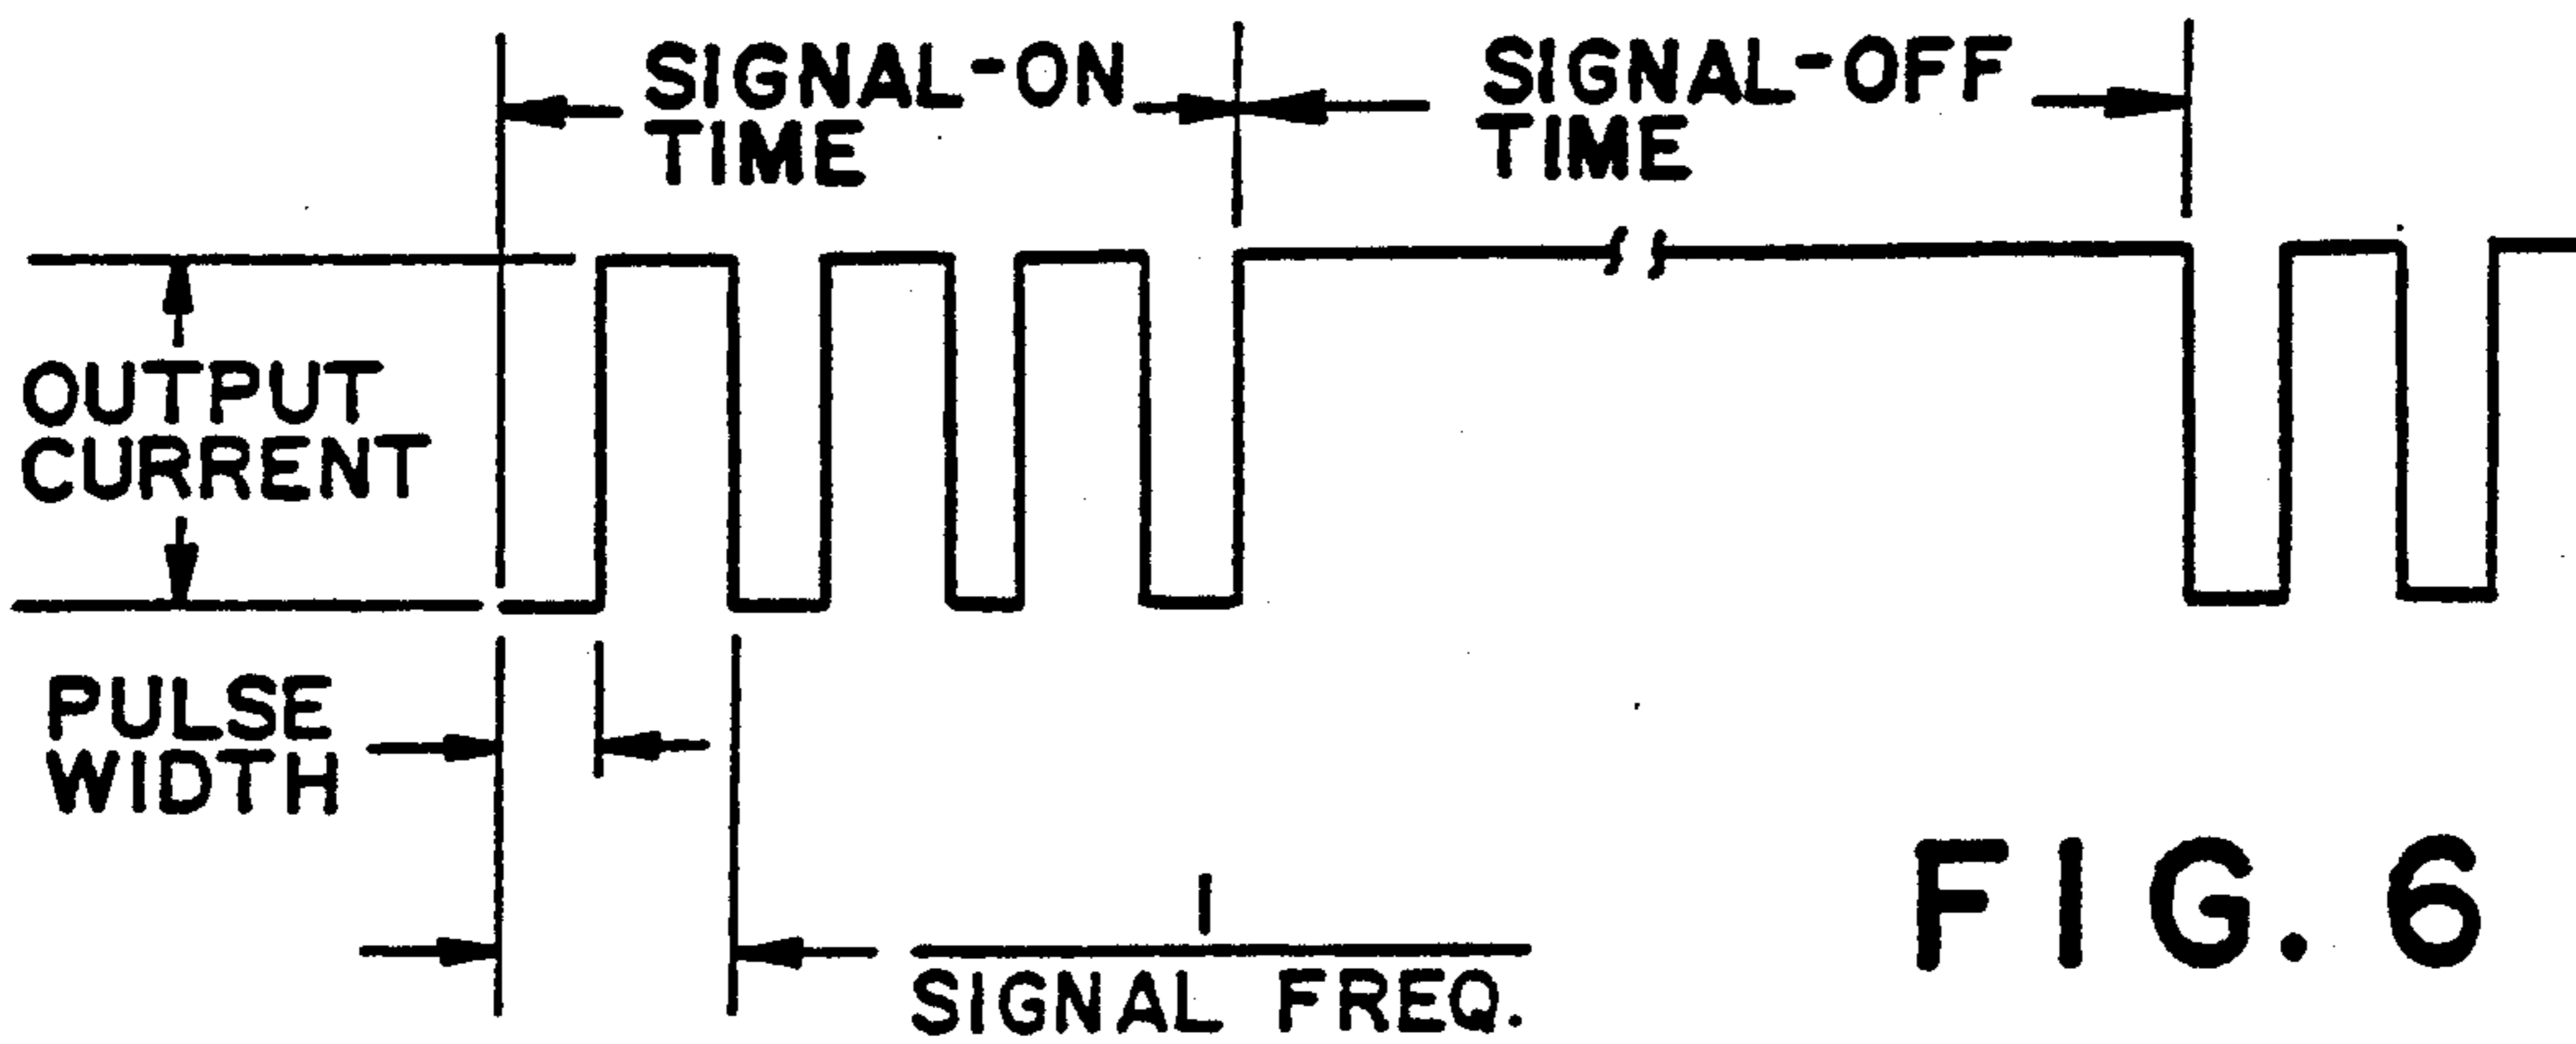 SIGNAL-ON
TIME
SIGNAL-OFF
TIME
OUTPUT
CURRENT
PULSE
WIDTH
1
SIGNAL FREQ.
FIG. 6